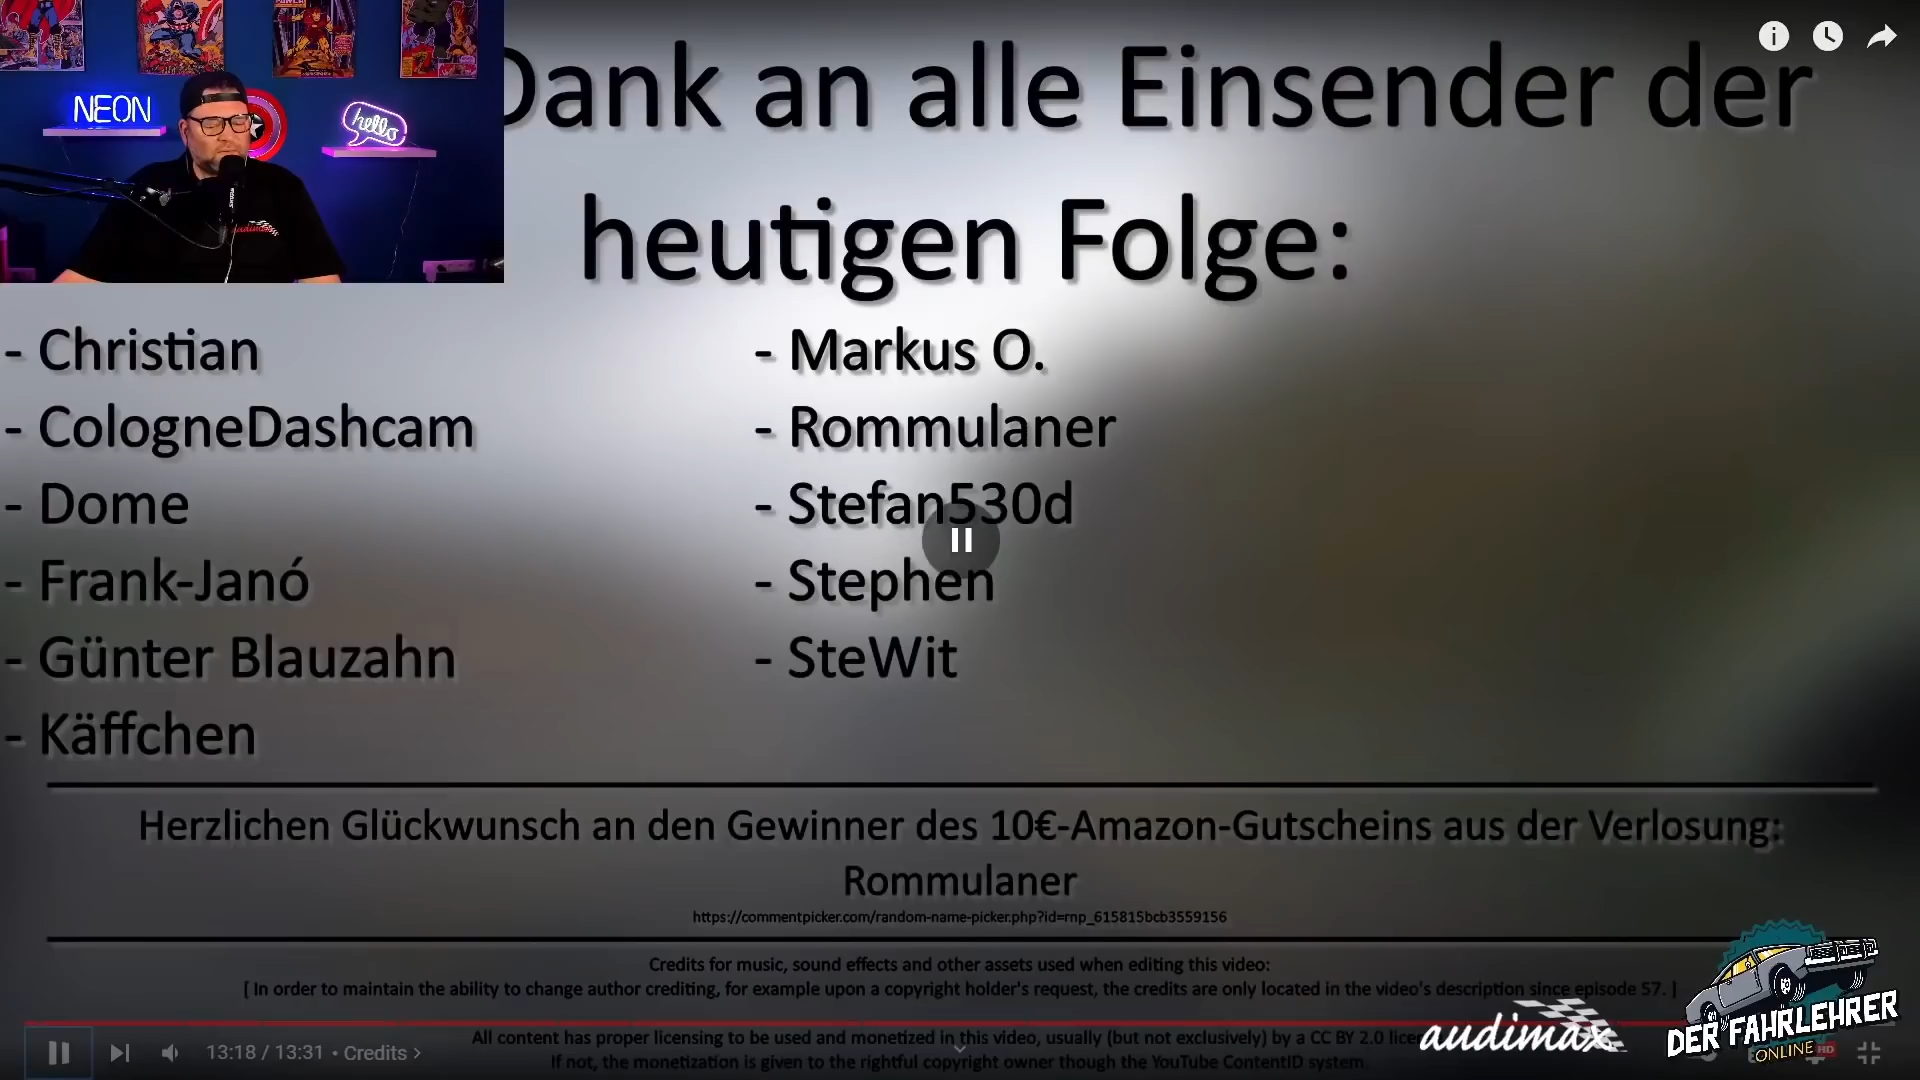 Dank an alle Einsender der
heutigen Folge:
NEON
hello
audimax
- Christian
- CologneDashcam
- Dome
- Frank-Janó
- Günter Blauzahn
- Käffchen
- Markus O.
- Rommulaner
- Stefan530d
- Stephen
- SteWit
Herzlichen Glückwunsch an den Gewinner des 10€-Amazon-Gutscheins aus der Verlosung:
Rommulaner
https://commentpicker.com/random-name-picker.php?id=rnp_615815bcb3559156
Credits for music, sound effects and other assets used when editing this video:
[ In order to maintain the ability to change author crediting, for example upon a copyright holder's request, the credits are only located in the video's description since episode 57. ]
All content has proper licensing to be used and monetized in this video, usually (but not exclusively) by a CC BY 2.0
If not, the monetization is given to the rightful copyright owner though the YouTube ContentID system.
13:18 / 13:31 • Credits >
audimax
DER FAHRLEHRER
ONLINE
HD